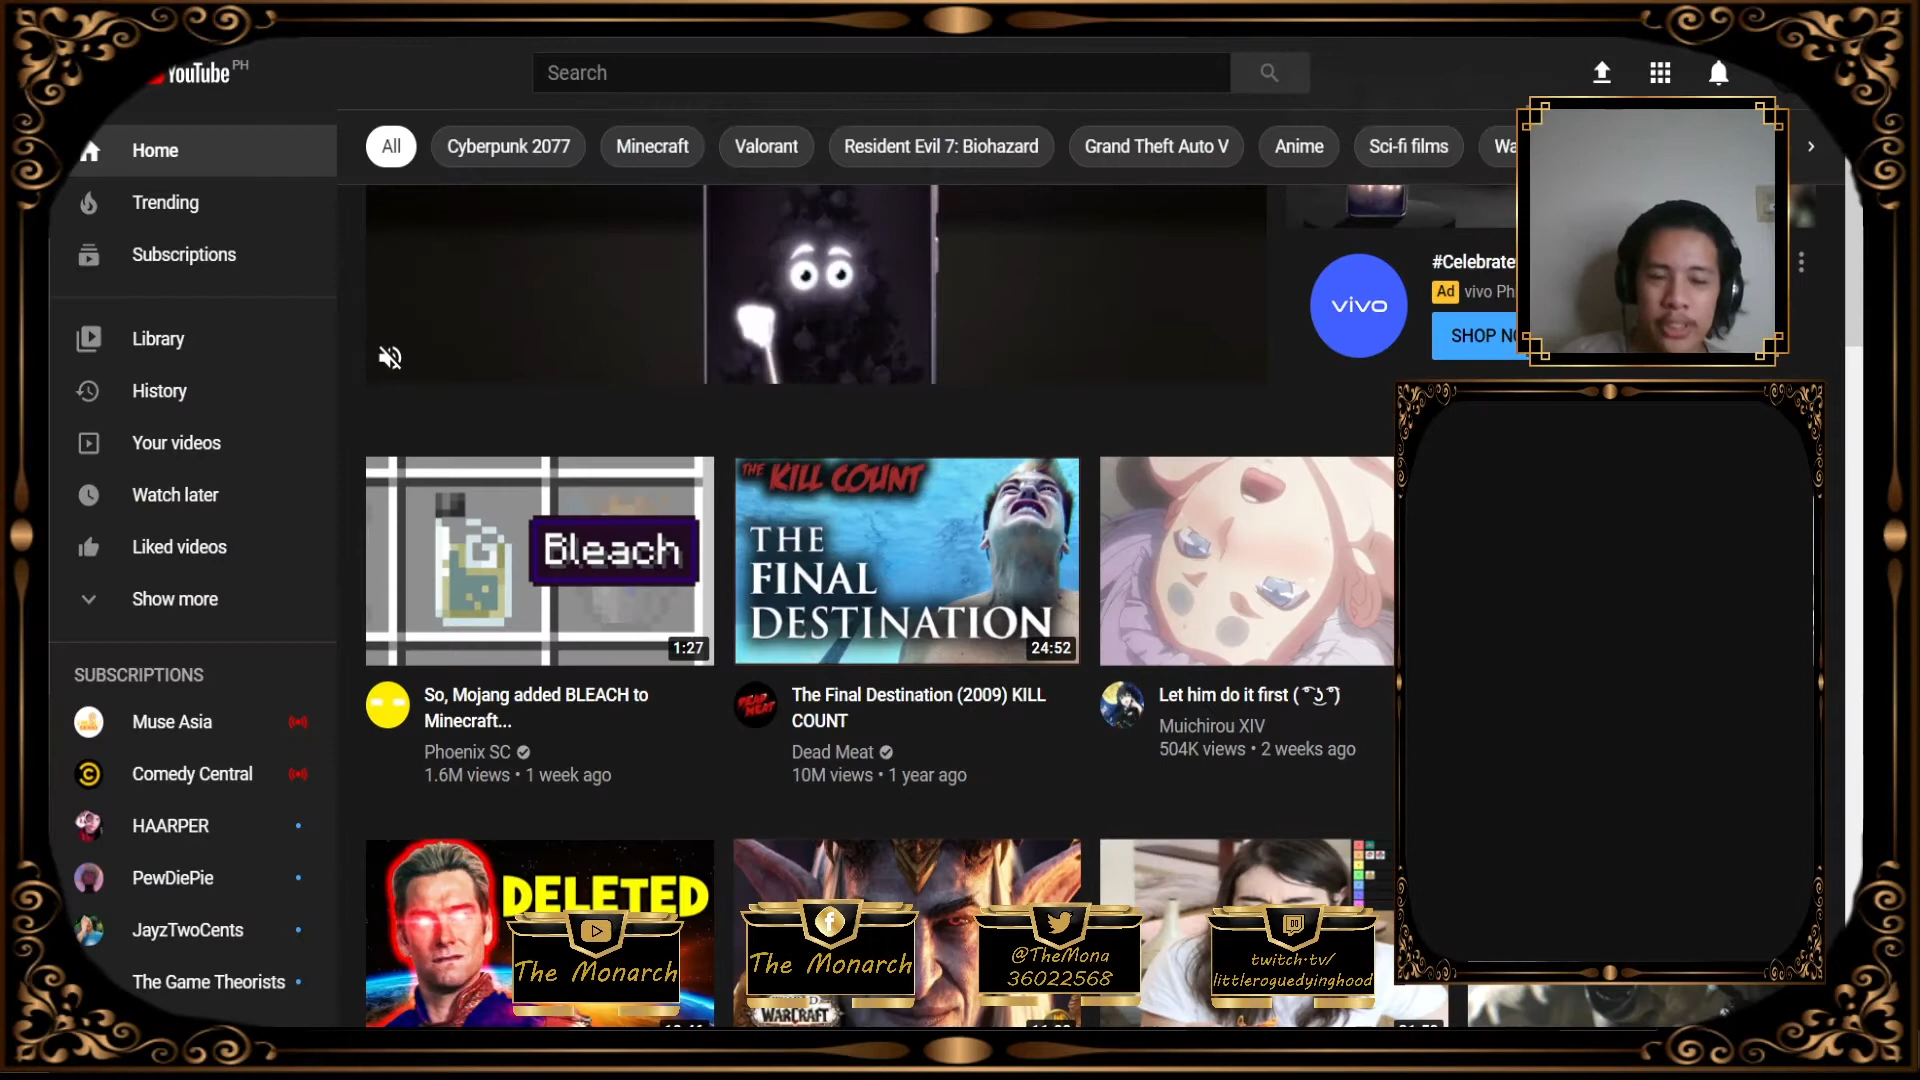 YouTube PH
Search
All
Cyberpunk 2077
Minecraft
Valorant
Resident Evil 7: Biohazard
Grand Theft Auto V
Anime
Sci-fi films
Home
Trending
Subscriptions
Library
History
Your videos
Watch later
Liked videos
Show more
SUBSCRIPTIONS
Muse Asia
Comedy Central
HAARPER
PewDiePie
JayzTwoCents
The Game Theorists
vivo
#Celebrate
Ad vivo
SHOP
Bleach
1:27
So, Mojang added BLEACH to
Minecraft...
Phoenix SC
1.6M views • 1 week ago
THE KILL COUNT
THE
FINAL
DESTINATION
24:52
DEAD MEAT
The Final Destination (2009) KILL
COUNT
Dead Meat
10M views • 1 year ago
Let him do it first ( ͡° ͜ʖ ͡°)
Muichirou XIV
504K views • 2 weeks ago
DELETED
WARCRAFT
The Monarch
The Monarch
@TheMona
36022568
twitch.tv/
littleroguedyinghood